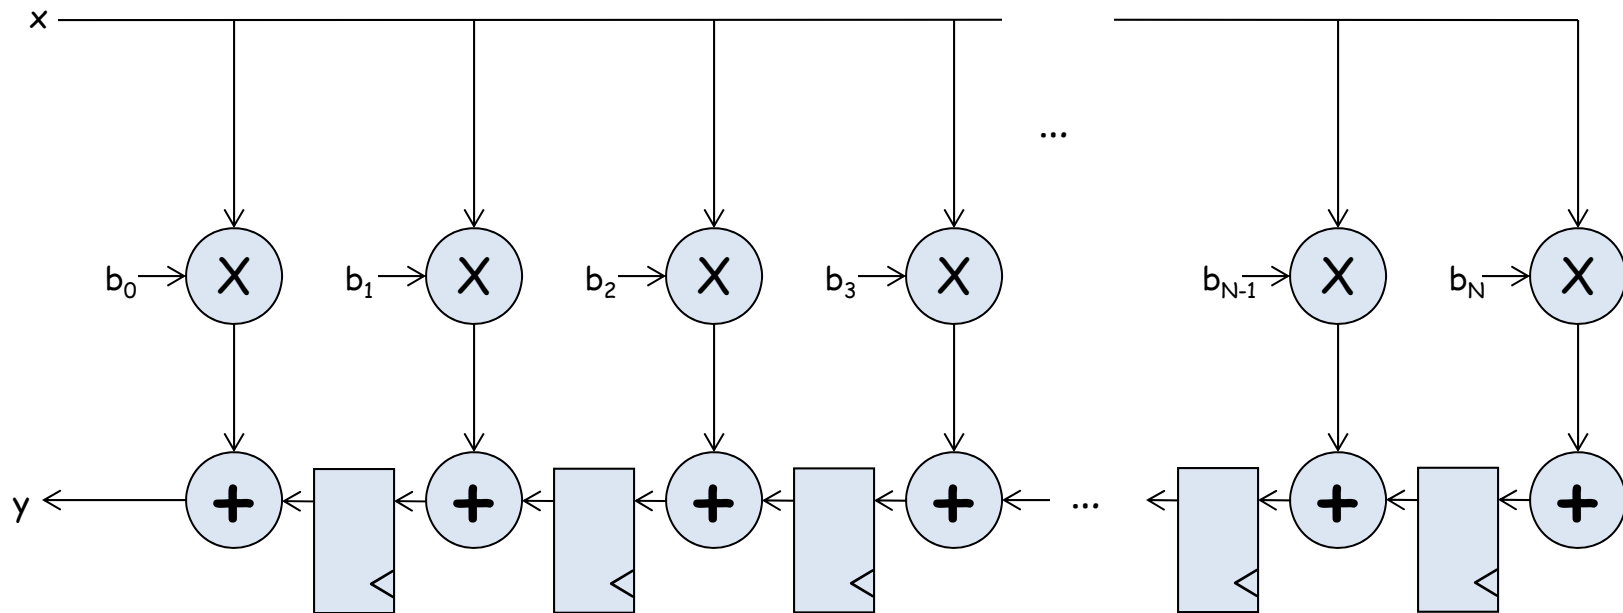 x
...
b0 X b1 X b2 X b3 X bN-1 X bN X
y + + + + ... + +